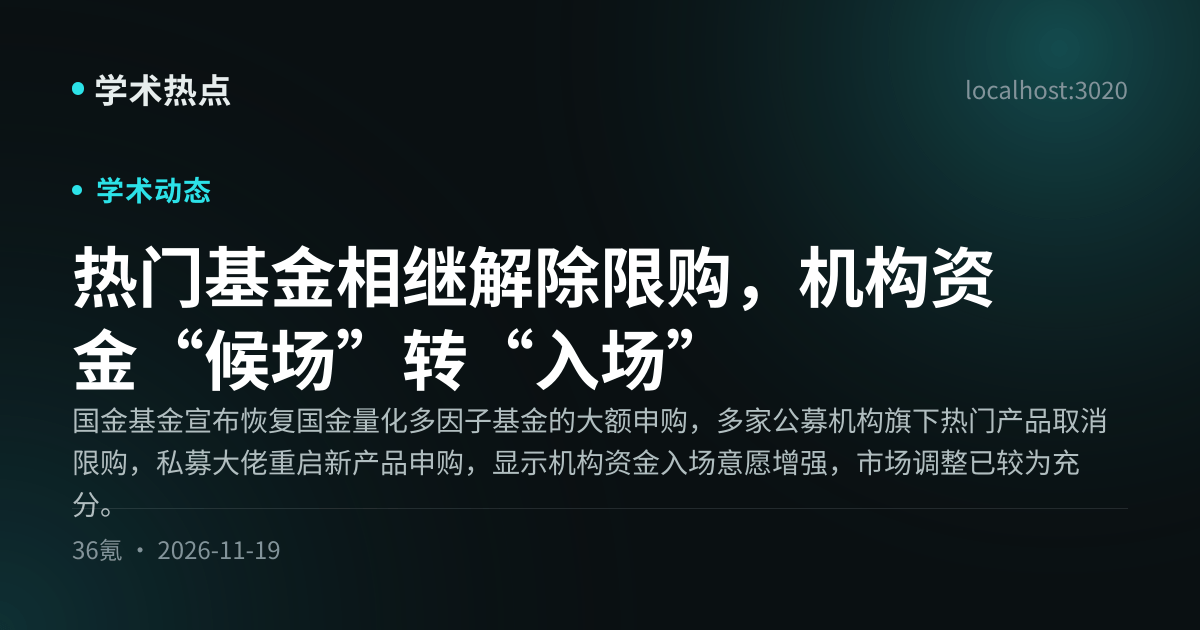 学术热点
localhost:3020
学术动态
热门基金相继解除限购，机构资
金“候场”转“入场”
国金基金宣布恢复国金量化多因子基金的大额申购，多家公募机构旗下热门产品取消
限购，私募大佬重启新产品申购，显示机构资金入场意愿增强，市场调整已较为充
分。
36氪 · 2026-11-19